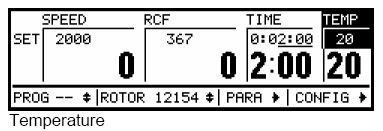 SPEED RCF TIME TEMP
SET 2000 367 0:02:00 20
0 0 2:00 20
PROG -- ♦ ROTOR 12154 ♦ PARA ▸ CONFIG ▸
Temperature